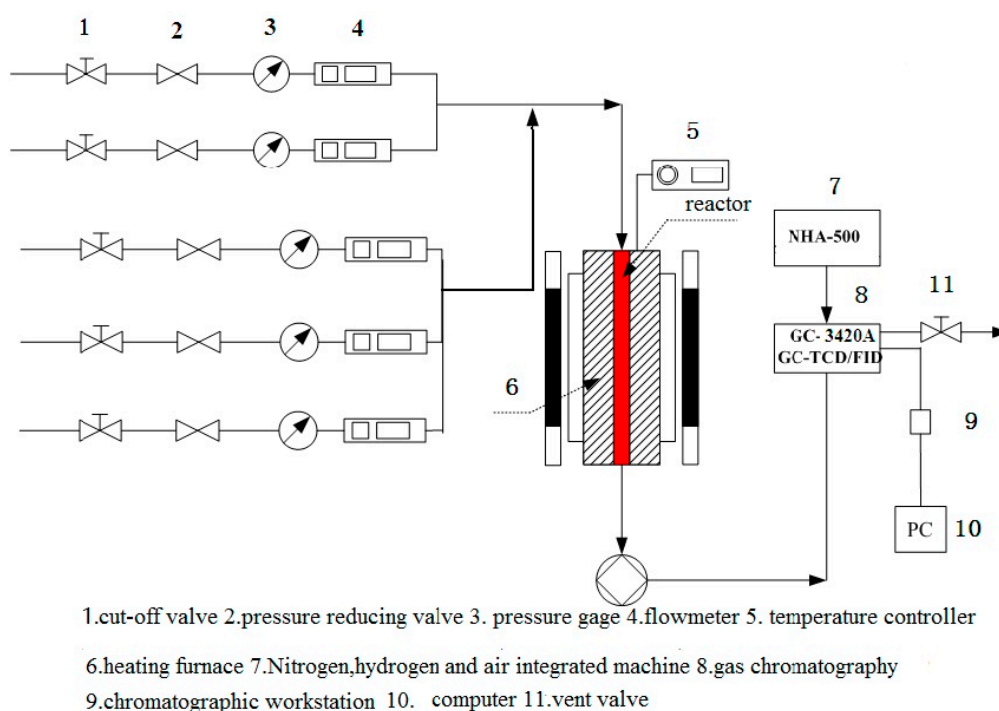 1 2 3 4
5
reactor
7
NHA-500
8 11
GC- 3420A
GC-TCD/FID
6
9
PC 10
1.cut-off valve 2.pressure reducing valve 3. pressure gage 4.flowmeter 5. temperature controller
6.heating furnace 7.Nitrogen,hydrogen and air integrated machine 8.gas chromatography
9.chromatographic workstation 10. computer 11.vent valve